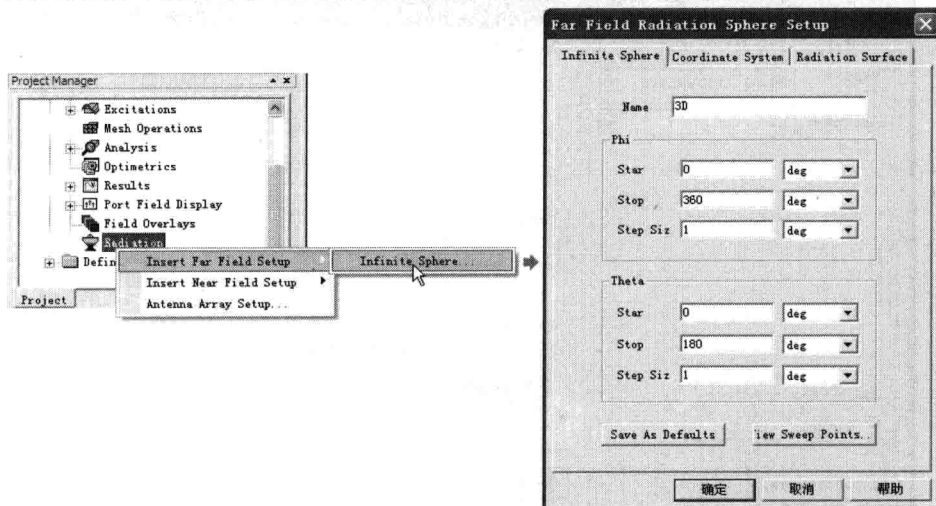 Project Manager
Excitations
Mesh Operations
Analysis
Optimetrics
Results
Port Field Display
Field Overlays
Radiation
Defin
Insert Far Field Setup
Infinite Sphere...
Insert Near Field Setup
Antenna Array Setup...
Project
Far Field Radiation Sphere Setup
Infinite Sphere
Coordinate System
Radiation Surface
Name
3D
Phi
Star
0
deg
Stop
360
deg
Step Siz
1
deg
Theta
Star
0
deg
Stop
180
deg
Step Siz
1
deg
Save As Defaults
iew Sweep Points..
确定
取消
帮助